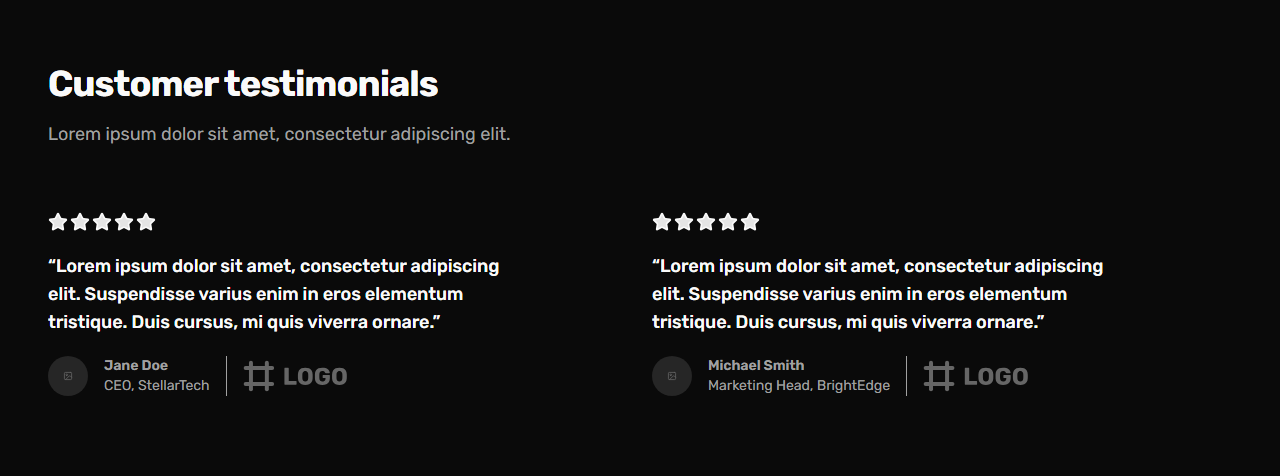 Customer testimonials
Lorem ipsum dolor sit amet, consectetur adipiscing elit.
“Lorem ipsum dolor sit amet, consectetur adipiscing
elit. Suspendisse varius enim in eros elementum
tristique. Duis cursus, mi quis viverra ornare.”
Jane Doe
CEO, StellarTech
LOGO
“Lorem ipsum dolor sit amet, consectetur adipiscing
elit. Suspendisse varius enim in eros elementum
tristique. Duis cursus, mi quis viverra ornare.”
Michael Smith
Marketing Head, BrightEdge
LOGO